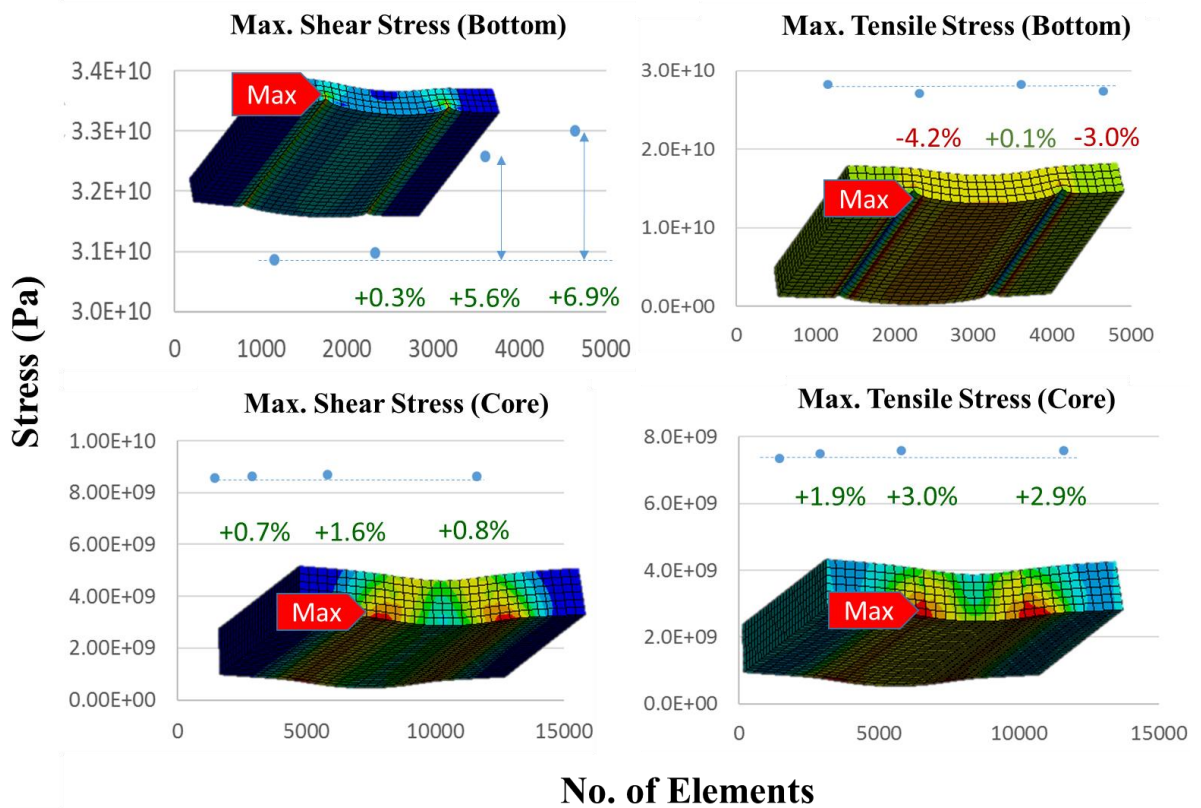 Max. Shear Stress (Bottom)
3.4E+10
3.3E+10
3.2E+10
3.1E+10
3.0E+10
Max
+0.3% +5.6% +6.9%
0 1000 2000 3000 4000 5000
Max. Tensile Stress (Bottom)
3.0E+10
2.0E+10
1.0E+10
0.0E+00
-4.2% +0.1% -3.0%
Max
0 1000 2000 3000 4000 5000
Stress (Pa)
Max. Shear Stress (Core)
1.00E+10
8.00E+09
6.00E+09
4.00E+09
2.00E+09
0.00E+00
+0.7% +1.6% +0.8%
Max
0 5000 10000 15000
Max. Tensile Stress (Core)
8.0E+09
6.0E+09
4.0E+09
2.0E+09
0.0E+00
+1.9% +3.0% +2.9%
Max
0 5000 10000 15000
No. of Elements